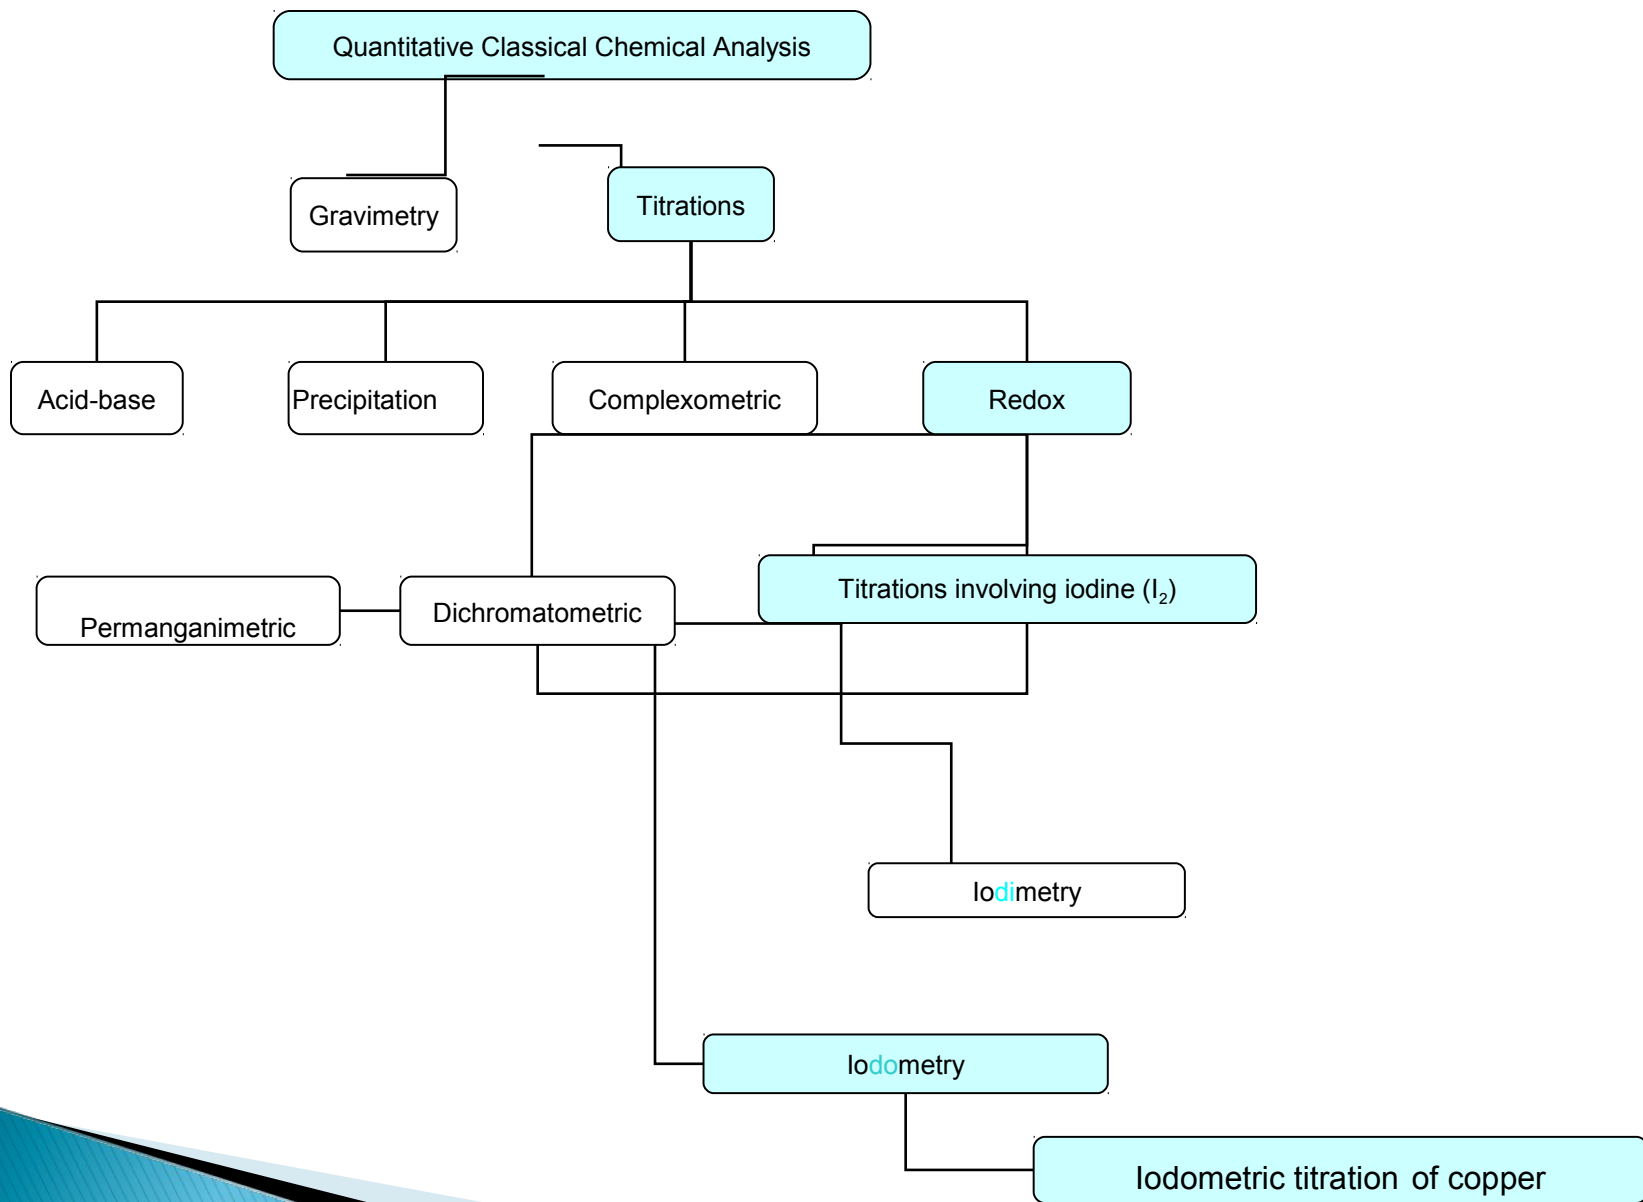 Quantitative Classical Chemical Analysis
Gravimetry
Titrations
Acid-base
Precipitation
Complexometric
Redox
Permanganimetric
Dichromatometric
Titrations involving iodine (I₂)
Iodimetry
Iodometry
Iodometric titration of copper